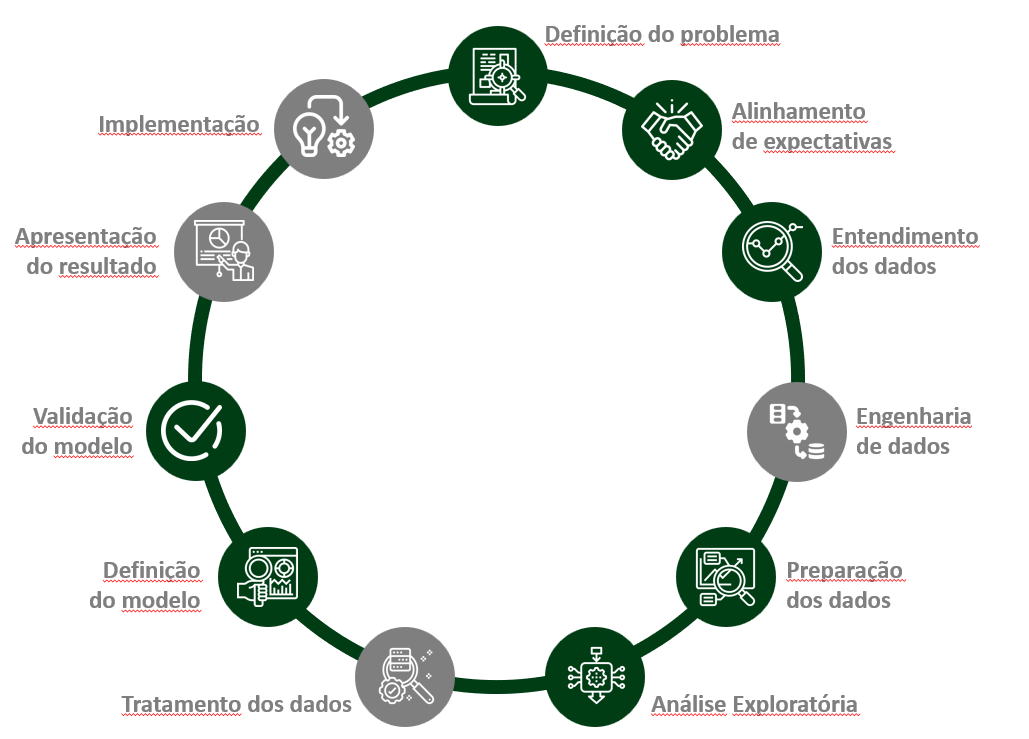 Definição do problema
Alinhamento
de expectativas
Entendimento
dos dados
Engenharia
de dados
Preparação
dos dados
Análise Exploratória
Tratamento dos dados
Definição
do modelo
Validação
do modelo
Apresentação
do resultado
Implementação